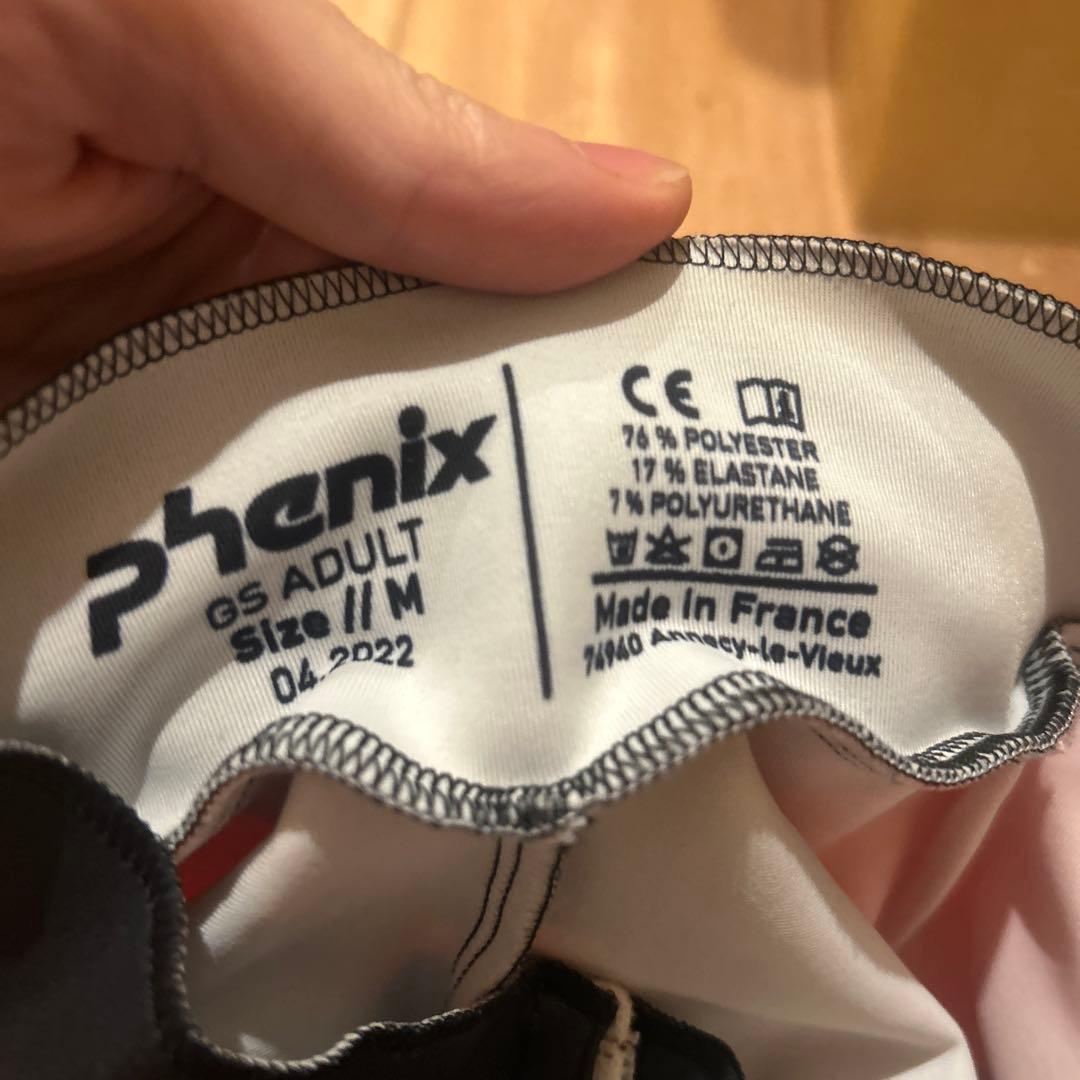 Phenix
GS ADULT
Size // M
04.2022
CE
76 % POLYESTER
17 % ELASTANE
7 % POLYURETHANE
Made in France
74940 Annecy-le-Vieux